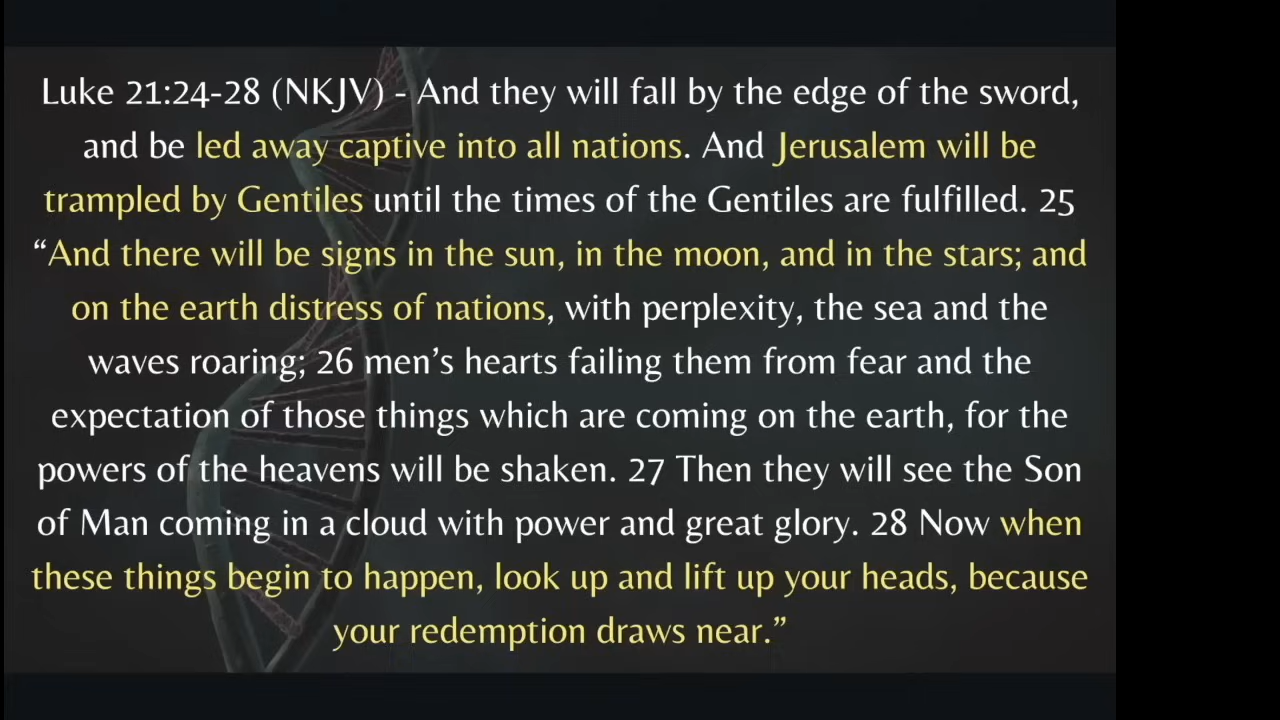 Luke 21:24-28 (NKJV) - And they will fall by the edge of the sword,
and be led away captive into all nations. And Jerusalem will be
trampled by Gentiles until the times of the Gentiles are fulfilled. 25
“And there will be signs in the sun, in the moon, and in the stars; and
on the earth distress of nations, with perplexity, the sea and the
waves roaring; 26 men’s hearts failing them from fear and the
expectation of those things which are coming on the earth, for the
powers of the heavens will be shaken. 27 Then they will see the Son
of Man coming in a cloud with power and great glory. 28 Now when
these things begin to happen, look up and lift up your heads, because
your redemption draws near.”